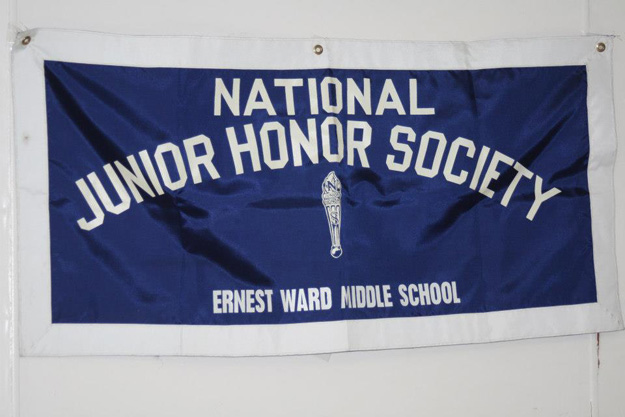 NATIONAL
JUNIOR HONOR SOCIETY
N
ERNEST WARD MIDDLE SCHOOL